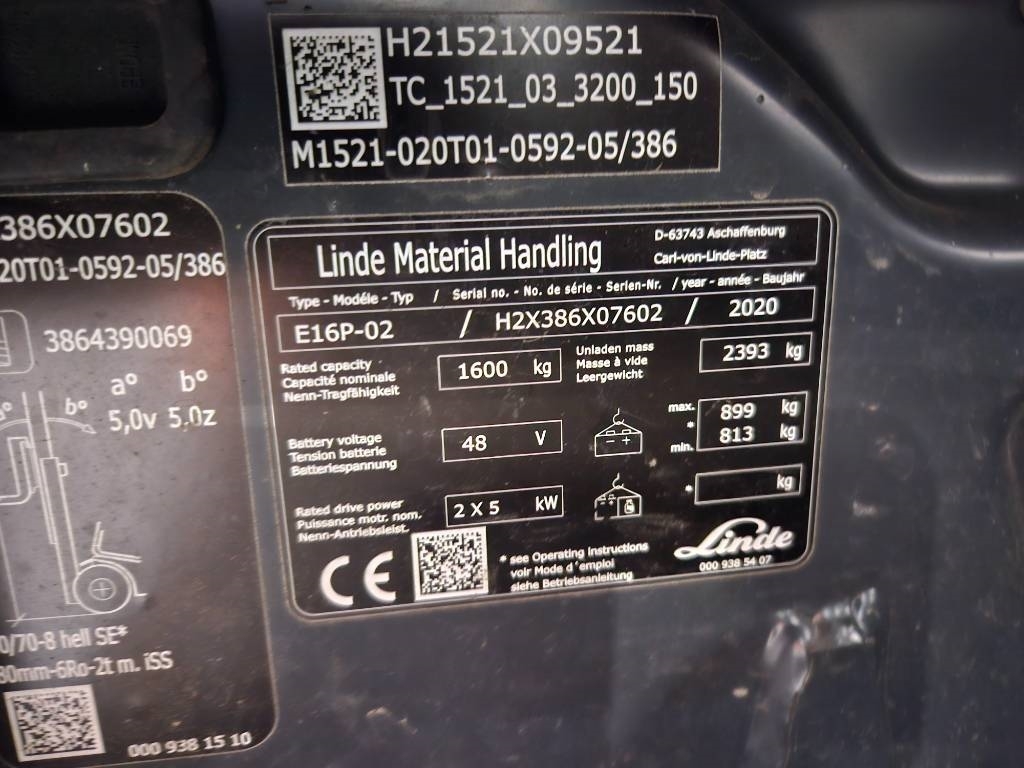 H21521X09521
TC_1521_03_3200_150
M1521-020T01-0592-05/386
386X07602
20T01-0592-05/386
3864390069
a° b°
5,0v 5,0z
b°
0/70-8 hell SE*
80mm-6Ro-2t m. iSS
000 938 15 10
Linde Material Handling
D-63743 Aschaffenburg
Carl-von-Linde-Platz
Type - Modéle - Typ / Serial no. - No. de série - Serien-Nr. / year - année - Baujahr
E16P-02 / H2X386X07602 / 2020
Rated capacity
Capacité nominale
Nenn-Tragfähigkeit
1600 kg
Unladen mass
Masse à vide
Leergewicht
2393 kg
Battery voltage
Tension batterie
Batteriespannung
48 V
max. 899 kg
*
min. 813 kg
Rated drive power
Puissance motr. nom.
Nenn-Antriebsleist.
2 X 5 kW
* kg
CE
* see Operating Instructions
voir Mode d'emploi
siehe Betriebsanleitung
Linde
000 938 54 07